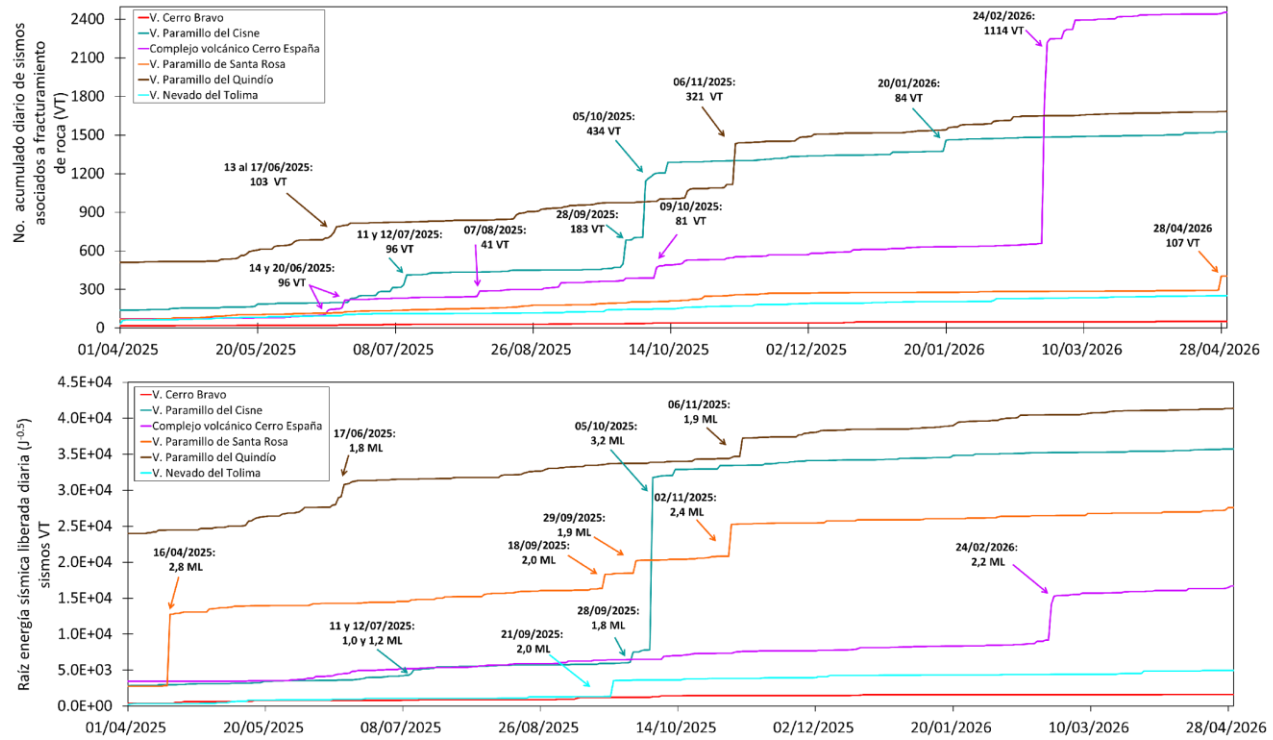 No. acumulado diario de sismos
asociados a fracturamiento
de roca (VT)
2400
2100
1800
1500
1200
900
600
300
0
V. Cerro Bravo
V. Paramillo del Cisne
Complejo volcánico Cerro España
V. Paramillo de Santa Rosa
V. Paramillo del Quindío
V. Nevado del Tolima
24/02/2026:
1114 VT
06/11/2025:
321 VT
20/01/2026:
84 VT
05/10/2025:
434 VT
13 al 17/06/2025:
103 VT
28/09/2025:
183 VT
09/10/2025:
81 VT
11 y 12/07/2025:
96 VT
07/08/2025:
41 VT
14 y 20/06/2025:
96 VT
28/04/2026
107 VT
01/04/2025
20/05/2025
08/07/2025
26/08/2025
14/10/2025
02/12/2025
20/01/2026
10/03/2026
28/04/2026
Raíz energía sísmica liberada diaria (J^-0.5)
sismos VT
4.5E+04
4.0E+04
3.5E+04
3.0E+04
2.5E+04
2.0E+04
1.5E+04
1.0E+04
5.0E+03
0.0E+00
V. Cerro Bravo
V. Paramillo del Cisne
Complejo volcánico Cerro España
V. Paramillo de Santa Rosa
V. Paramillo del Quindío
V. Nevado del Tolima
06/11/2025:
1,9 ML
17/06/2025:
1,8 ML
05/10/2025:
3,2 ML
02/11/2025:
2,4 ML
29/09/2025:
1,9 ML
18/09/2025:
2,0 ML
16/04/2025:
2,8 ML
24/02/2026:
2,2 ML
28/09/2025:
1,8 ML
11 y 12/07/2025:
1,0 y 1,2 ML
21/09/2025:
2,0 ML
01/04/2025
20/05/2025
08/07/2025
26/08/2025
14/10/2025
02/12/2025
20/01/2026
10/03/2026
28/04/2026